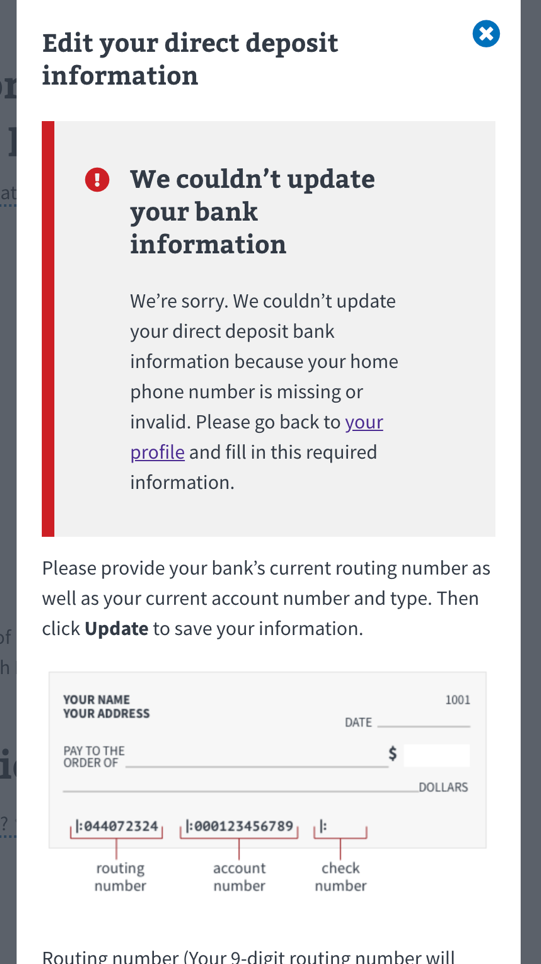 Edit your direct deposit
information
We couldn’t update
your bank
information
We’re sorry. We couldn’t update
your direct deposit bank
information because your home
phone number is missing or
invalid. Please go back to your
profile and fill in this required
information.
Please provide your bank’s current routing number as
well as your current account number and type. Then
click Update to save your information.
YOUR NAME
YOUR ADDRESS
1001
DATE
PAY TO THE
ORDER OF
$
DOLLARS
|:044072324 |:000123456789 |:
routing
number
account
number
check
number
Routing number (Your 9-digit routing number will